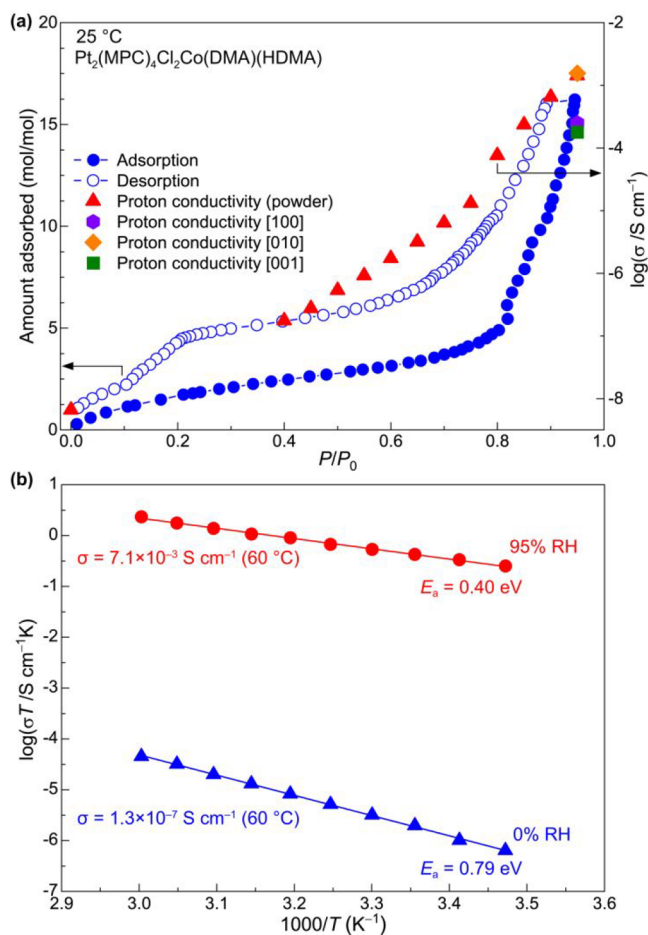 (a)
25 °C
Pt₂(MPC)₄Cl₂Co(DMA)(HDMA)
Adsorption
Desorption
Proton conductivity (powder)
Proton conductivity [100]
Proton conductivity [010]
Proton conductivity [001]
Amount adsorbed (mol/mol)
20
15
10
5
0
log(σ /S cm⁻¹)
-2
-4
-6
-8
0.0 0.2 0.4 0.6 0.8 1.0
P/P₀
(b)
log(σT /S cm⁻¹K)
1
0
-1
-2
-3
-4
-5
-6
-7
95% RH
σ = 7.1×10⁻³ S cm⁻¹ (60 °C)
Eₐ = 0.40 eV
σ = 1.3×10⁻⁷ S cm⁻¹ (60 °C)
0% RH
Eₐ = 0.79 eV
2.9 3.0 3.1 3.2 3.3 3.4 3.5 3.6
1000/T (K⁻¹)